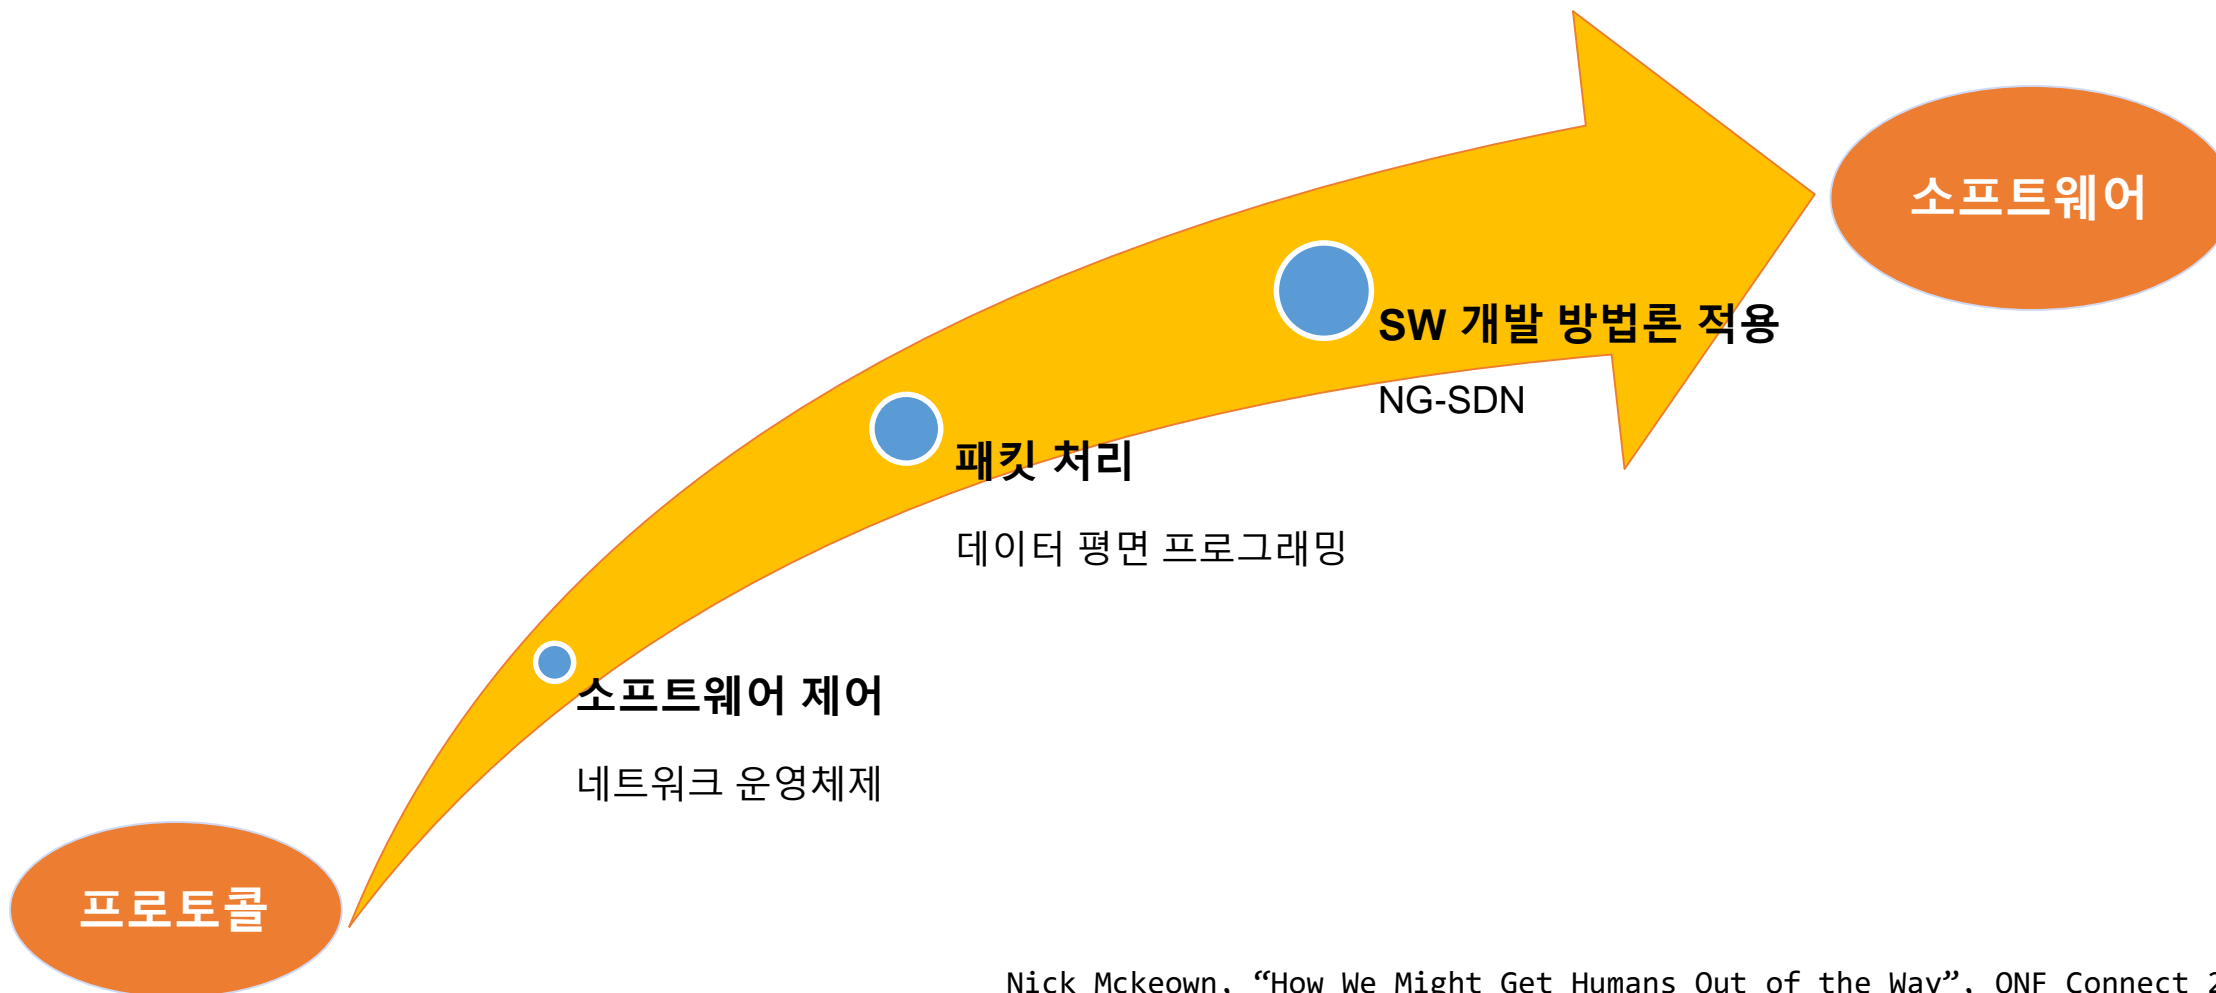 소프트웨어
SW 개발 방법론 적용
NG-SDN
패킷 처리
데이터 평면 프로그래밍
소프트웨어 제어
네트워크 운영체제
프로토콜
Nick Mckeown, “How We Might Get Humans Out of the Way”, ONF Connect